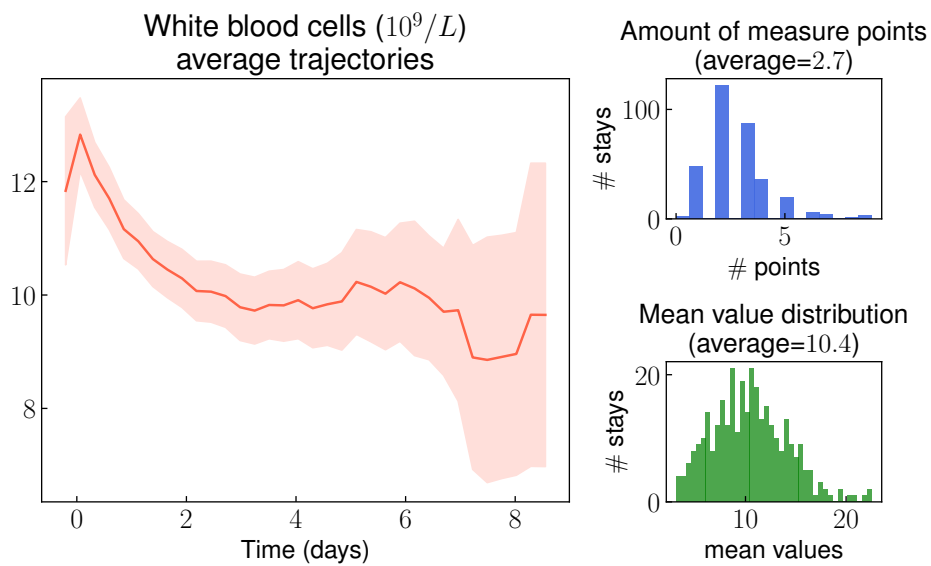 White blood cells (10⁹/L)
average trajectories
12
10
8
0
2
4
6
8
Time (days)
Amount of measure points
(average=2.7)
# stays
100
0
0
5
# points
Mean value distribution
(average=10.4)
# stays
20
0
10
20
mean values